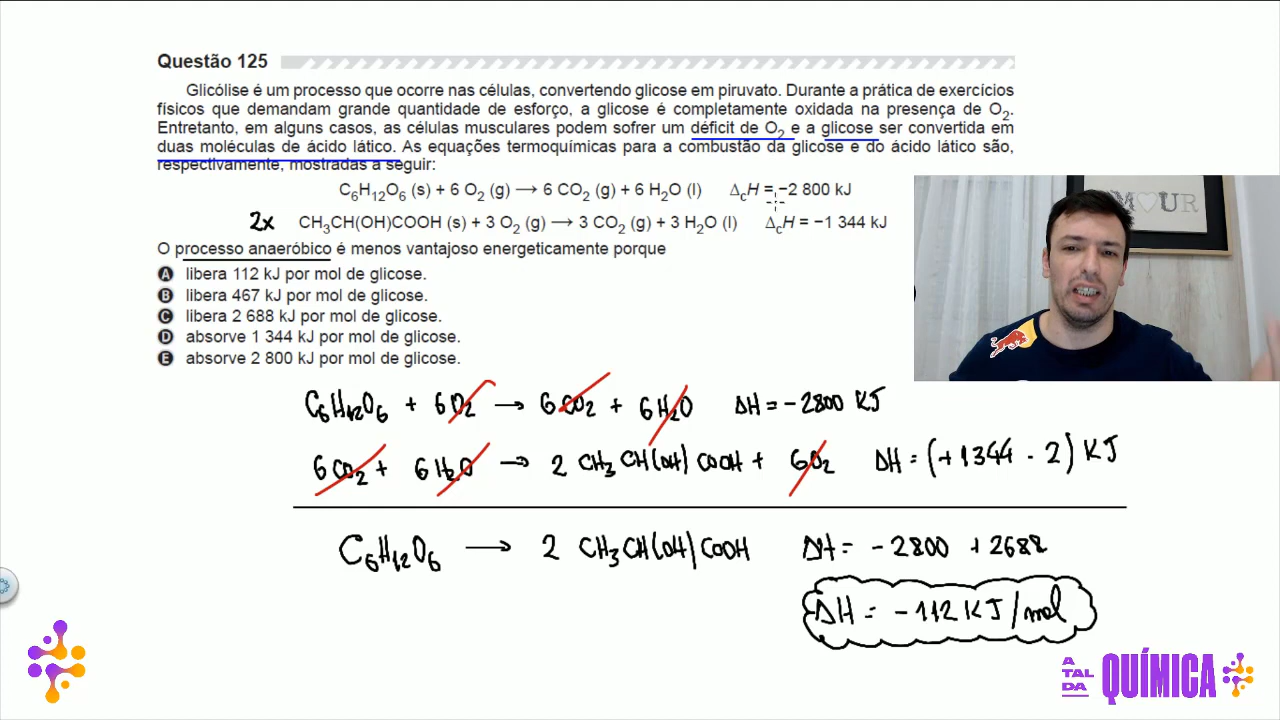 Questão 125
Glicólise é um processo que ocorre nas células, convertendo glicose em piruvato. Durante a prática de exercícios
físicos que demandam grande quantidade de esforço, a glicose é completamente oxidada na presença de O₂.
Entretanto, em alguns casos, as células musculares podem sofrer um déficit de O₂ e a glicose ser convertida em
duas moléculas de ácido lático. As equações termoquímicas para a combustão da glicose e do ácido lático são,
respectivamente, mostradas a seguir:
C₆H₁₂O₆ (s) + 6 O₂ (g) ⟶ 6 CO₂ (g) + 6 H₂O (l) Δ_cH = −2 800 kJ
2x CH₃CH(OH)COOH (s) + 3 O₂ (g) ⟶ 3 CO₂ (g) + 3 H₂O (l) Δ_cH = −1 344 kJ
O processo anaeróbico é menos vantajoso energeticamente porque
A libera 112 kJ por mol de glicose.
B libera 467 kJ por mol de glicose.
C libera 2 688 kJ por mol de glicose.
D absorve 1 344 kJ por mol de glicose.
E absorve 2 800 kJ por mol de glicose.
C₆H₁₂O₆ + 6O₂ → 6CO₂ + 6H₂O ΔH = −2800 KJ
6CO₂ + 6H₂O → 2 CH₃CH(OH)COOH + 6O₂ ΔH = (+1344 · 2) KJ
C₆H₁₂O₆ → 2 CH₃CH(OH)COOH ΔH = −2800 +2688
ΔH = −112 KJ/mol
A TAL DA QUÍMICA